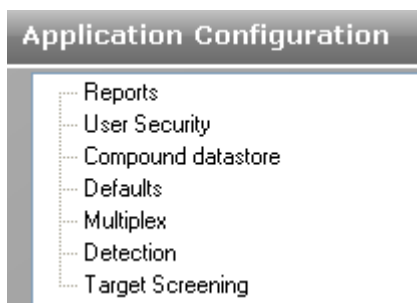 Application Configuration
Reports
User Security
Compound datastore
Defaults
Multiplex
Detection
Target Screening